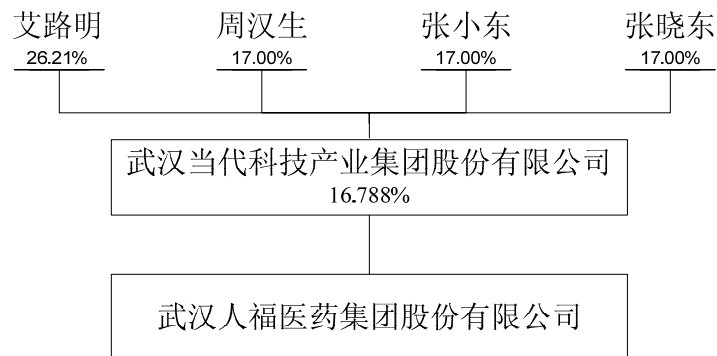 艾路明 周汉生 张小东 张晓东
26.21% 17.00% 17.00% 17.00%
武汉当代科技产业集团股份有限公司
16.788%
武汉人福医药集团股份有限公司